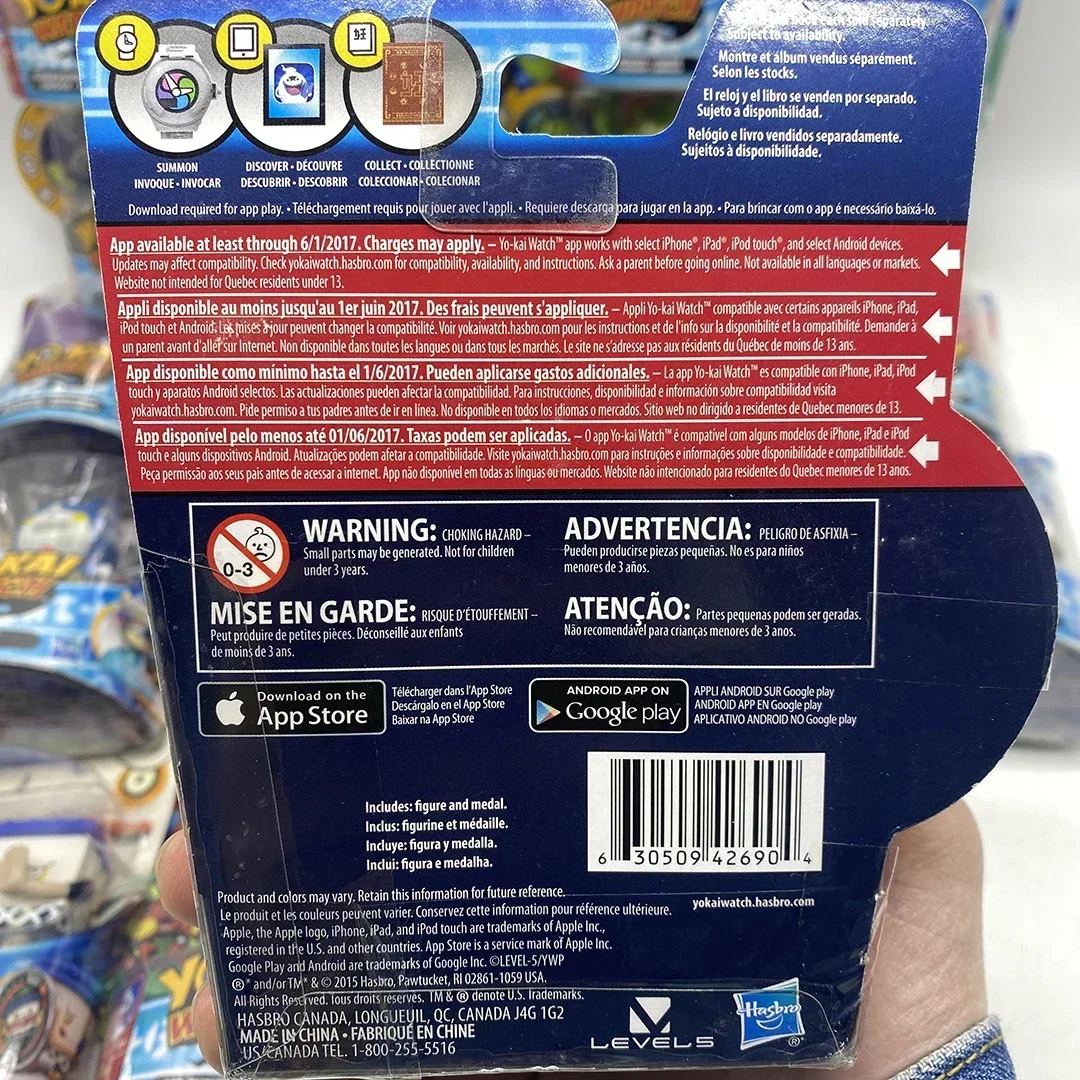 each sold separately.
Subject to availability.
Montre et álbum vendus séparément.
Selon les stocks.
El reloj y el libro se venden por separado.
Sujeto a disponibilidad.
Relógio e livro vendidos separadamente.
Sujeitos à disponibilidade.
SUMMON
INVOQUE • INVOCAR
DISCOVER • DÉCOUVRE
DESCUBRIR • DESCOBRIR
COLLECT • COLLECTIONNE
COLECCIONAR • COLECIONAR
Download required for app play. • Téléchargement requis pour jouer avec l'appli. • Requiere descarga para jugar en la app. • Para brincar com o app é necessário baixá-lo.
App available at least through 6/1/2017. Charges may apply. – Yo-kai Watch™ app works with select iPhone®, iPad®, iPod touch®, and select Android devices.
Updates may affect compatibility. Check yokaiwatch.hasbro.com for compatibility, availability, and instructions. Ask a parent before going online. Not available in all languages or markets.
Website not intended for Quebec residents under 13.
Appli disponible au moins jusqu'au 1er juin 2017. Des frais peuvent s'appliquer. – Appli Yo-kai Watch™ compatible avec certains appareils iPhone, iPad,
iPod touch et Android. Les mises à jour peuvent changer la compatibilité. Voir yokaiwatch.hasbro.com pour les instructions et de l'info sur la disponibilité et la compatibilité. Demander à
un parent avant d'aller sur Internet. Non disponible dans toutes les langues ou dans tous les marchés. Le site ne s'adresse pas aux résidents du Québec de moins de 13 ans.
App disponible como mínimo hasta el 1/6/2017. Pueden aplicarse gastos adicionales. – La app Yo-kai Watch™ es compatible con iPhone, iPad, iPod
touch y aparatos Android selectos. Las actualizaciones pueden afectar la compatibilidad. Para instrucciones, disponibilidad e información sobre compatibilidad visita
yokaiwatch.hasbro.com. Pide permiso a tus padres antes de ir en línea. No disponible en todos los idiomas o mercados. Sitio web no dirigido a residentes de Quebec menores de 13.
App disponível pelo menos até 01/06/2017. Taxas podem ser aplicadas. – O app Yo-kai Watch™ é compatível com alguns modelos de iPhone, iPad e iPod
touch e alguns dispositivos Android. Atualizações podem afetar a compatibilidade. Visite yokaiwatch.hasbro.com para instruções e informações sobre disponibilidade e compatibilidade.
Peça permissão aos seus pais antes de acessar a internet. App não disponível em todas as línguas ou mercados. Website não intencionado para residentes do Quebec menores de 13 anos.
0-3
WARNING: CHOKING HAZARD –
Small parts may be generated. Not for children
under 3 years.
ADVERTENCIA: PELIGRO DE ASFIXIA –
Pueden producirse piezas pequeñas. No es para niños
menores de 3 años.
MISE EN GARDE: RISQUE D'ÉTOUFFEMENT –
Peut produire de petites pièces. Déconseillé aux enfants
de moins de 3 ans.
ATENÇÃO: Partes pequenas podem ser geradas.
Não recomendável para crianças menores de 3 anos.
Download on the
App Store
Télécharger dans l'App Store
Descárgalo en el App Store
Baixar na App Store
ANDROID APP ON
Google play
APPLI ANDROID SUR Google play
ANDROID APP EN Google play
APLICATIVO ANDROID NO Google play
Includes: figure and medal.
Inclus: figurine et médaille.
Incluye: figura y medalla.
Inclui: figura e medalha.
6 30509 42690 4
yokaiwatch.hasbro.com
Product and colors may vary. Retain this information for future reference.
Le produit et les couleurs peuvent varier. Conservez cette information pour référence ultérieure.
Apple, the Apple logo, iPhone, iPad, and iPod touch are trademarks of Apple Inc.,
registered in the U.S. and other countries. App Store is a service mark of Apple Inc.
Google Play and Android are trademarks of Google Inc. ©LEVEL-5/YWP
®* and/or TM* & © 2015 Hasbro, Pawtucket, RI 02861-1059 USA.
All Rights Reserved. Tous droits réservés. TM & ® denote U.S. Trademarks.
HASBRO CANADA, LONGUEUIL, QC, CANADA J4G 1G2
MADE IN CHINA • FABRIQUÉ EN CHINE
US/CANADA TEL. 1-800-255-5516
LEVEL5
Hasbro
®